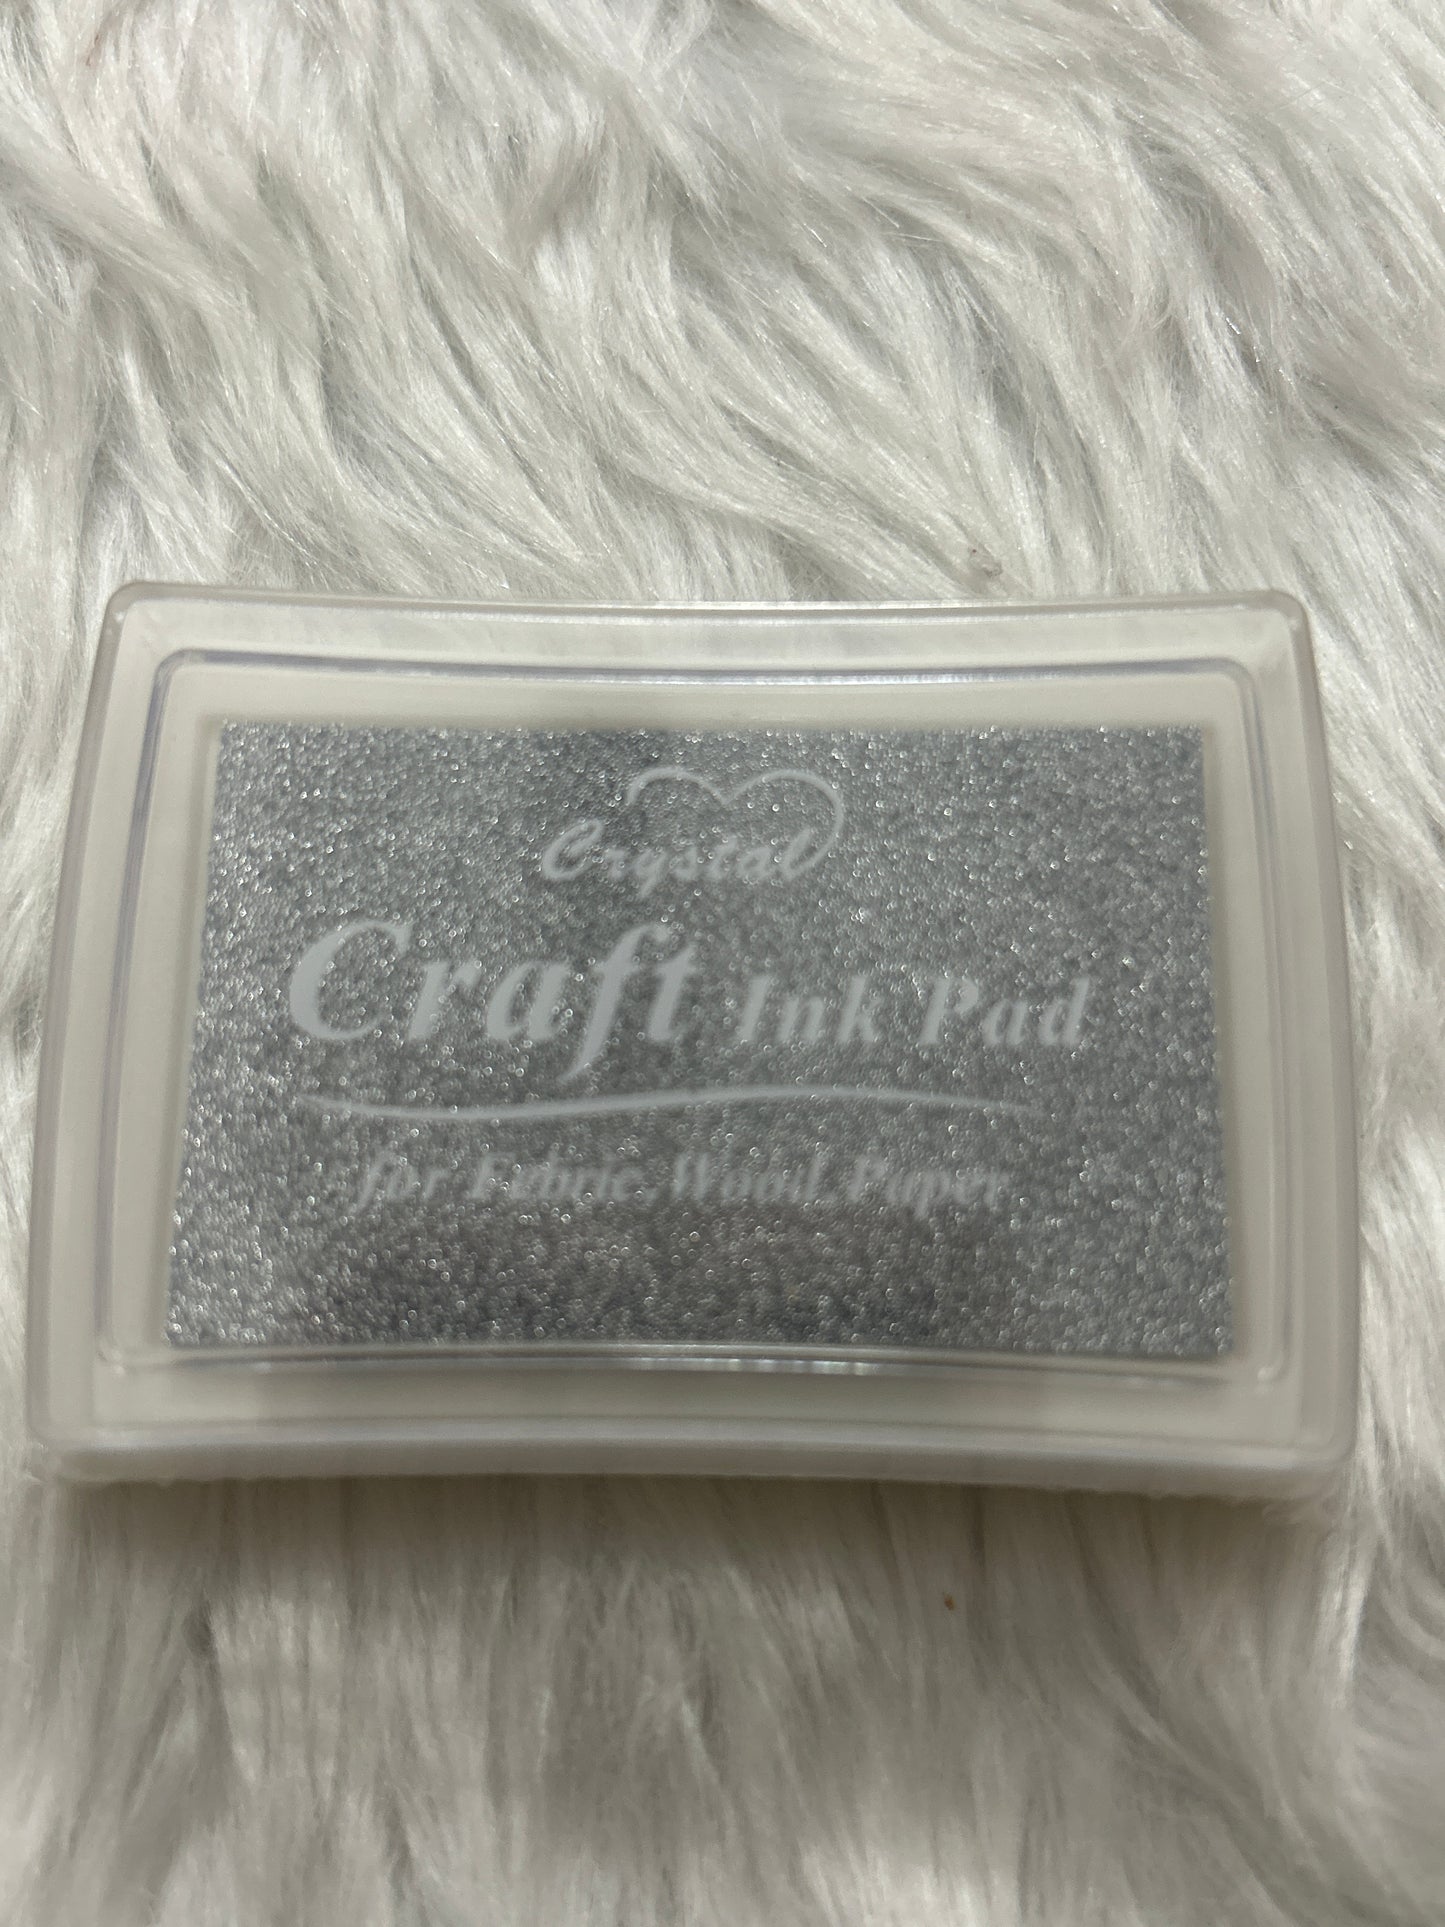 Crystal
Craft Ink Pad
for Fabric, Wood, Paper